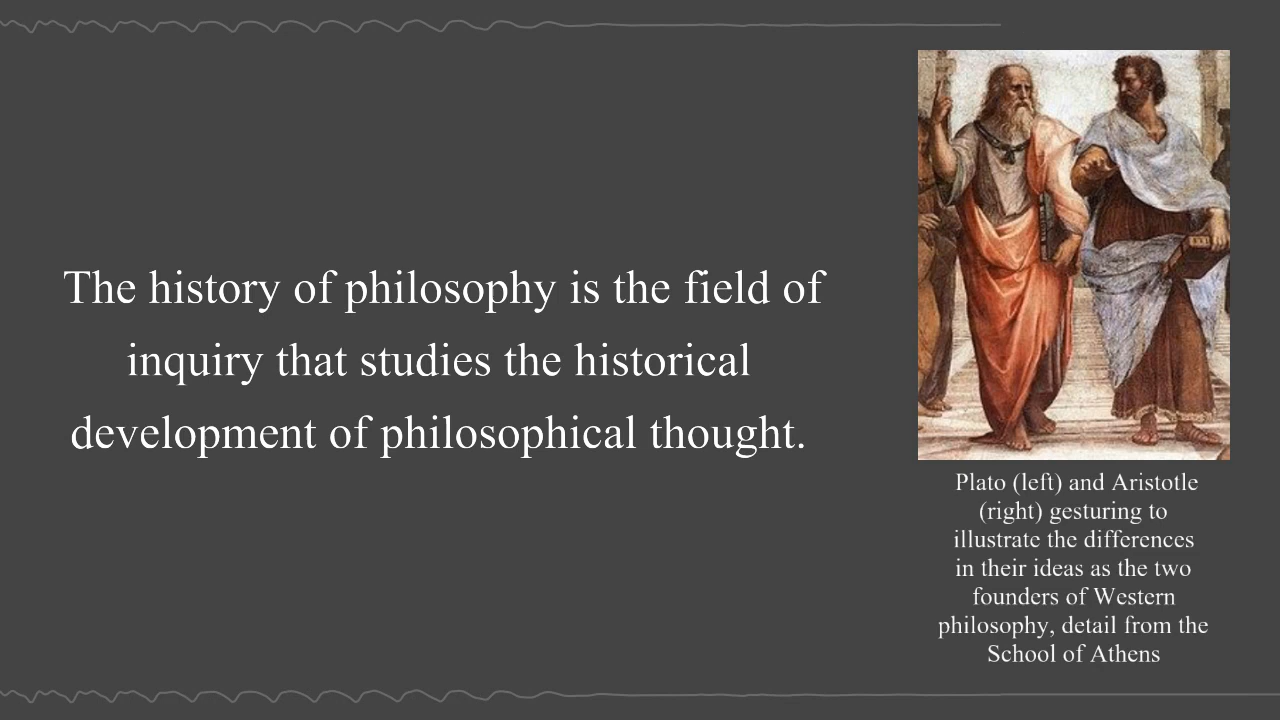 The history of philosophy is the field of
inquiry that studies the historical
development of philosophical thought.
Plato (left) and Aristotle
(right) gesturing to
illustrate the differences
in their ideas as the two
founders of Western
philosophy, detail from the
School of Athens